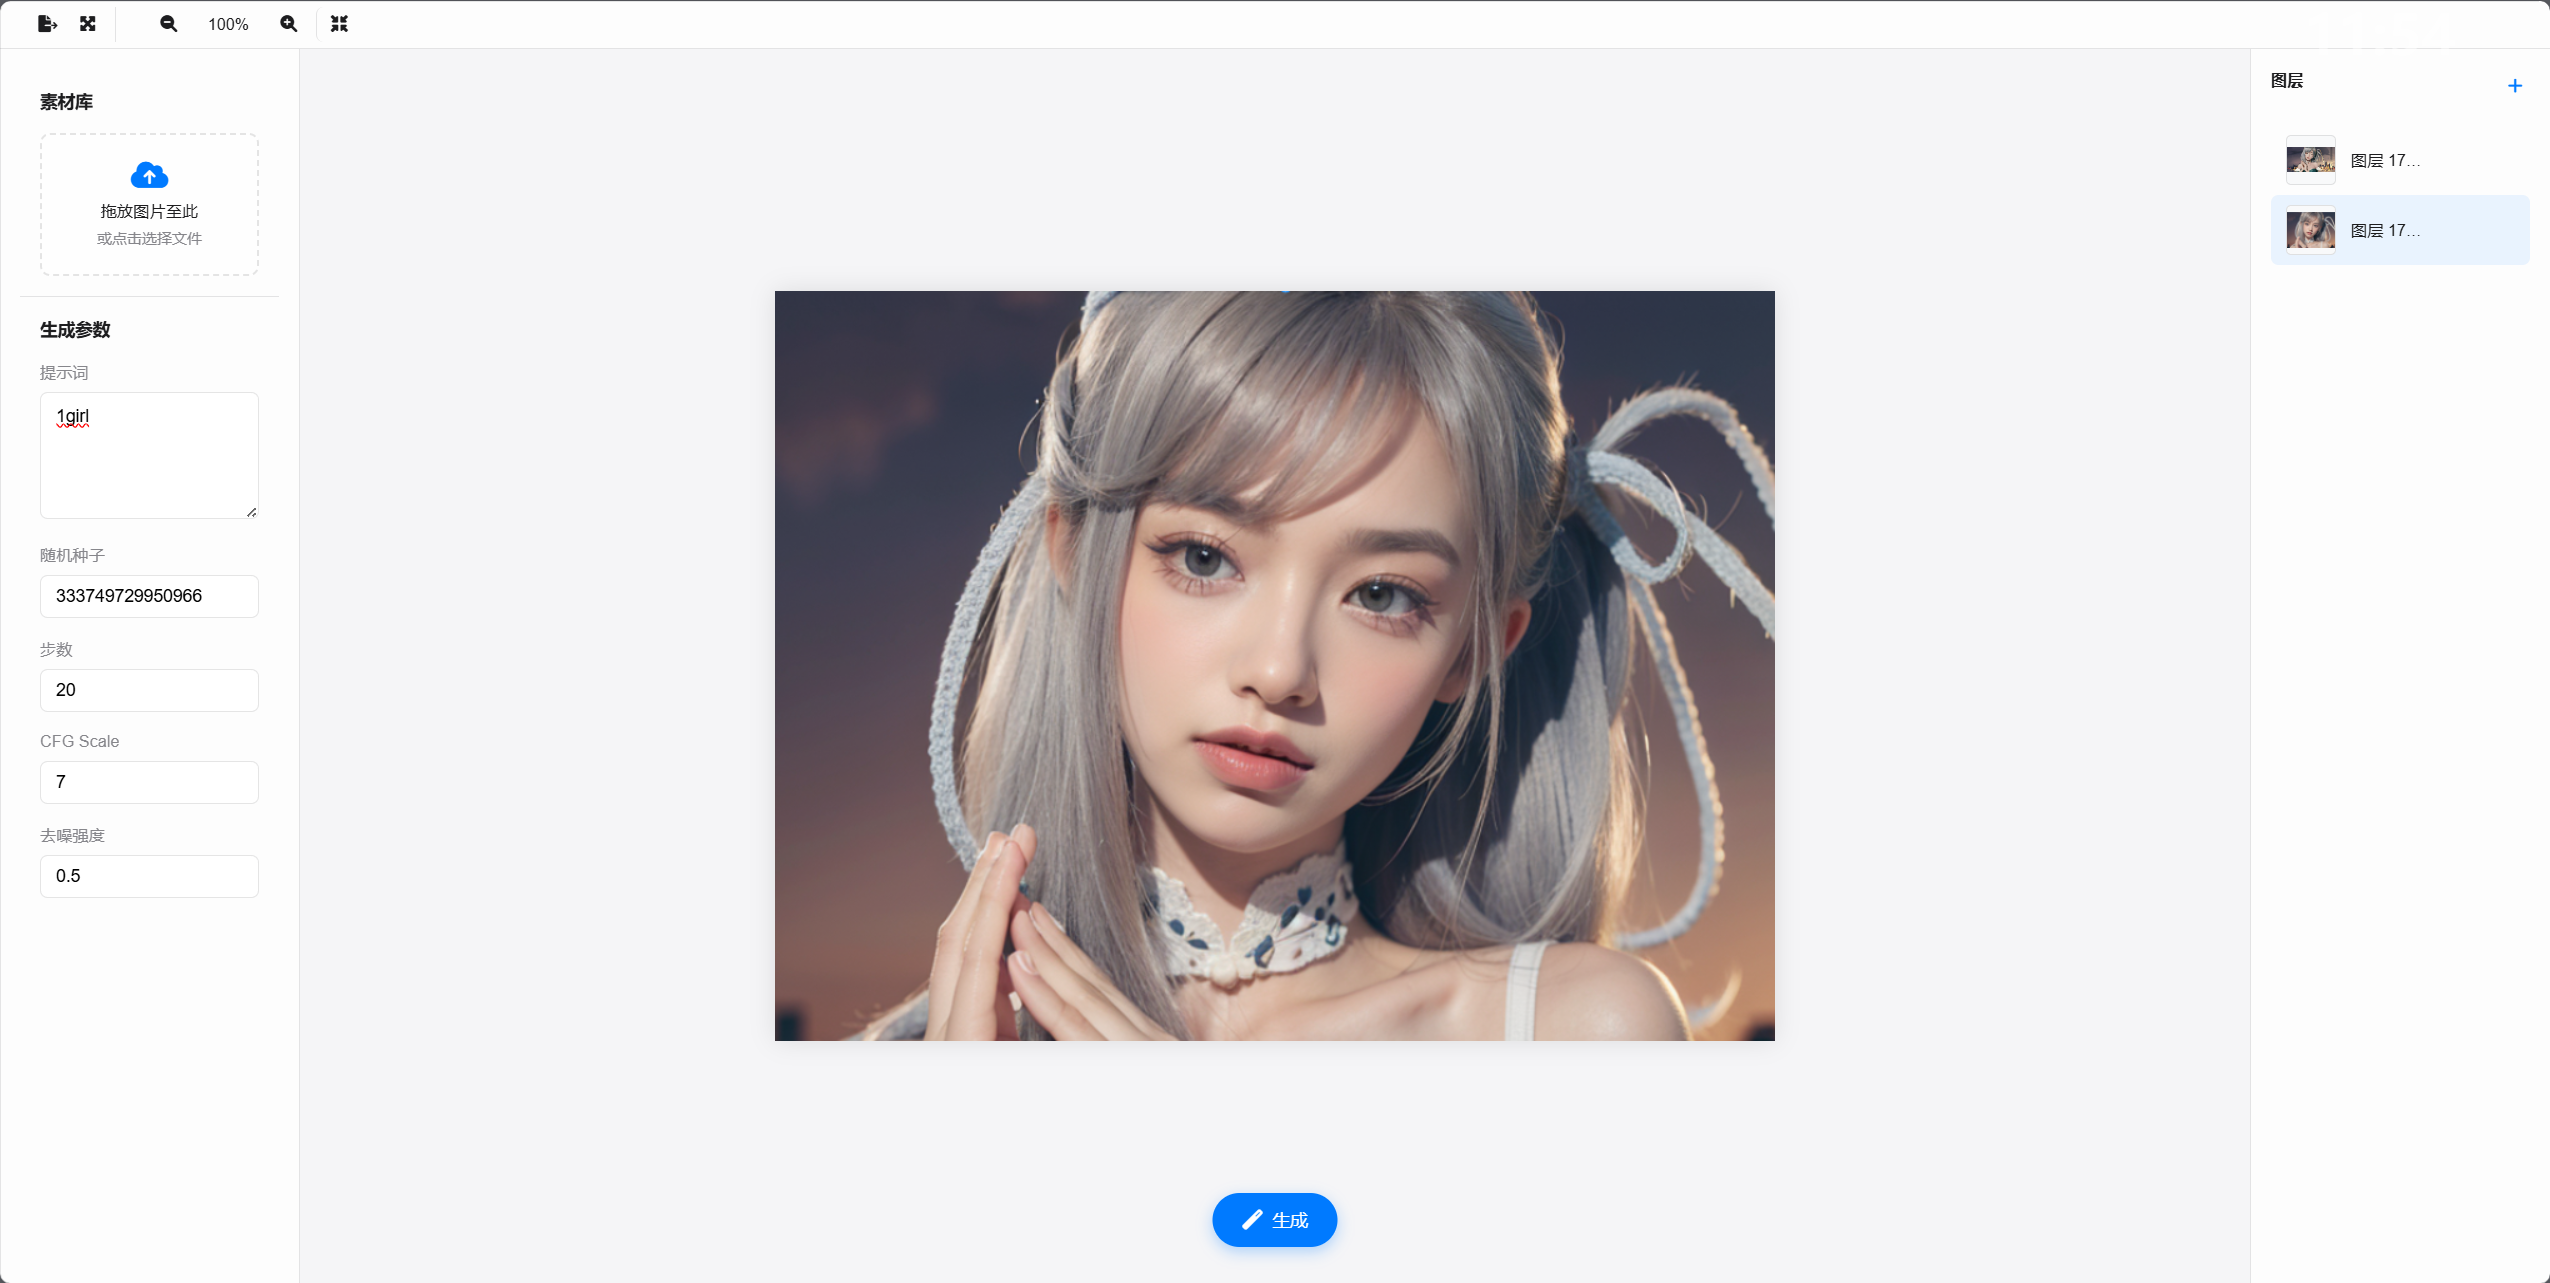 100%
素材库
拖放图片至此
或点击选择文件
生成参数
提示词
1girl
随机种子
333749729950966
步数
20
CFG Scale
7
去噪强度
0.5
生成
图层
图层 17...
图层 17...